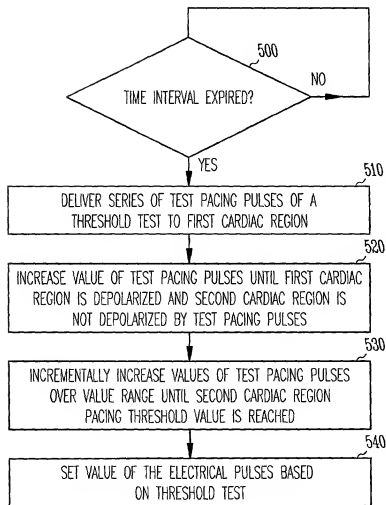 500
TIME INTERVAL EXPIRED?
NO
YES
510
DELIVER SERIES OF TEST PACING PULSES OF A
THRESHOLD TEST TO FIRST CARDIAC REGION
520
INCREASE VALUE OF TEST PACING PULSES UNTIL FIRST CARDIAC
REGION IS DEPOLARIZED AND SECOND CARDIAC REGION IS
NOT DEPOLARIZED BY TEST PACING PULSES
530
INCREMENTALLY INCREASE VALUES OF TEST PACING PULSES
OVER VALUE RANGE UNTIL SECOND CARDIAC REGION
PACING THRESHOLD VALUE IS REACHED
540
SET VALUE OF THE ELECTRICAL PULSES BASED
ON THRESHOLD TEST